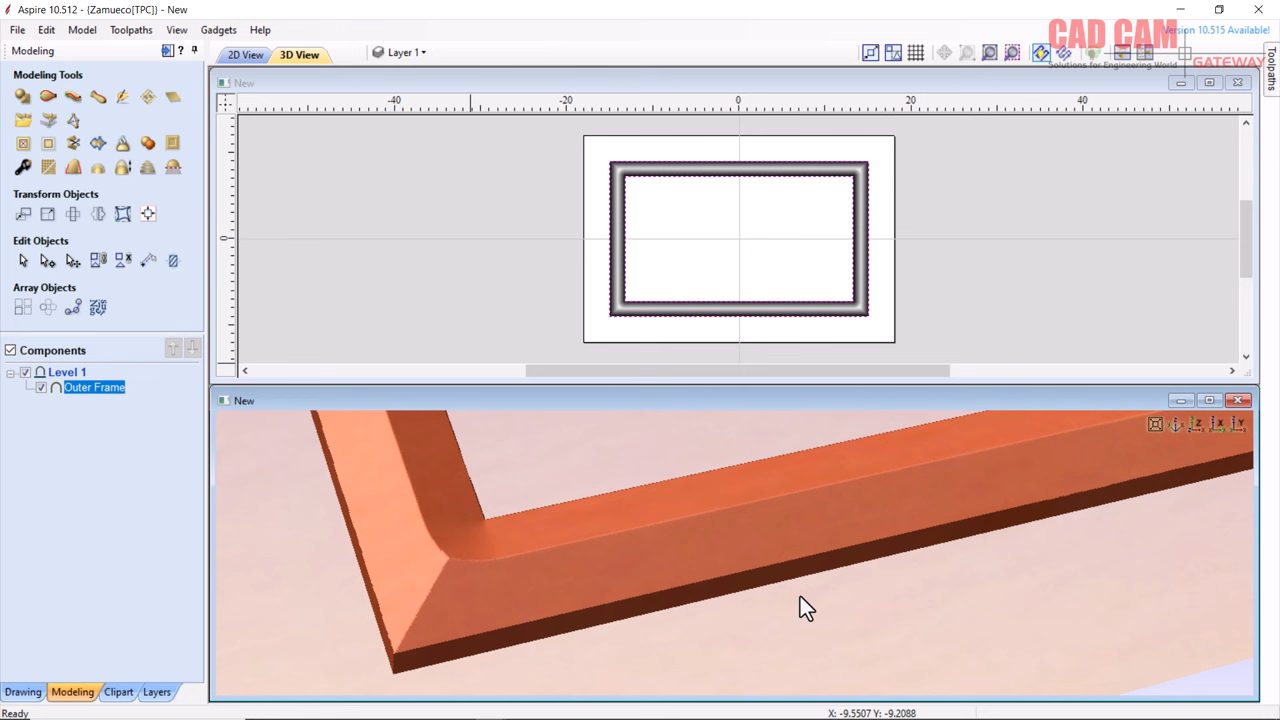 Aspire 10.512 - {Zamueco[TPC]} - New
File Edit Model Toolpaths View Gadgets Help
Version 10.515 Available!
CAD CAM
Solutions for Engineering World
GATEWAY
Modeling
2D View 3D View Layer 1
Toolpaths
Modeling Tools
Transform Objects
Edit Objects
Array Objects
Components
Level 1
Outer Frame
New
-40 -20 0 20 40
0
New
Z X Y
Drawing Modeling Clipart Layers
Ready
X: -9.5507 Y: -9.2088